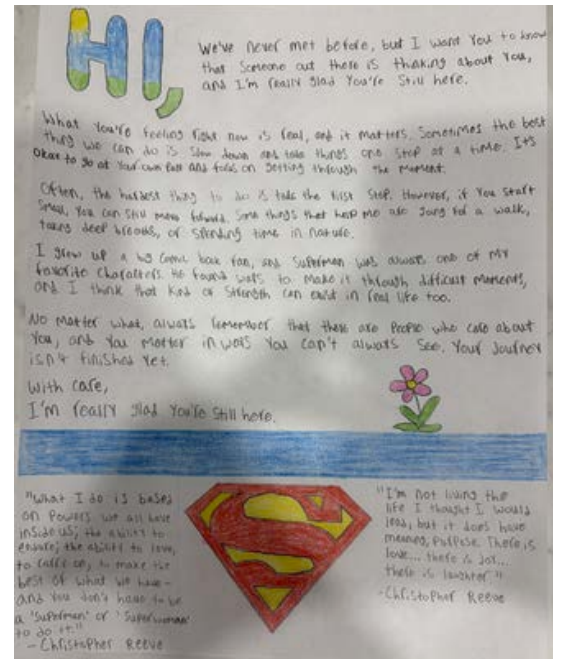 HI,
We've never met before, but I want you to know
that someone out there is thinking about you,
and I'm really glad you're still here.
What you're feeling right now is real, and it matters. Sometimes the best
thing we can do is slow down and take things one step at a time. It's
okay to go at your own pace and focus on getting through the moment.
Often, the hardest thing to do is take the first step. However, if you start
small, you can still move forward. Some things that help me are going for a walk,
taking deep breaths, or spending time in nature.
I grew up a big comic book fan, and Superman was always one of my
favorite characters. He found ways to make it through difficult moments,
and I think that kind of strength can exist in real life too.
No matter what, always remember that there are people who care about
you, and you matter in ways you can't always see. Your journey
isn't finished yet.
With care,
I'm really glad you're still here.
"What I do is based
on powers we all have
inside us; the ability to
endure; the ability to love,
to carry on, to make the
best of what we have -
and you don't have to be
a 'Superman' or 'Superwoman'
to do it."
- Christopher Reeve
S
"I'm not living the
life I thought I would
lead, but it does have
meaning, purpose. There is
love... there is joy...
there is laughter"
- Christopher Reeve